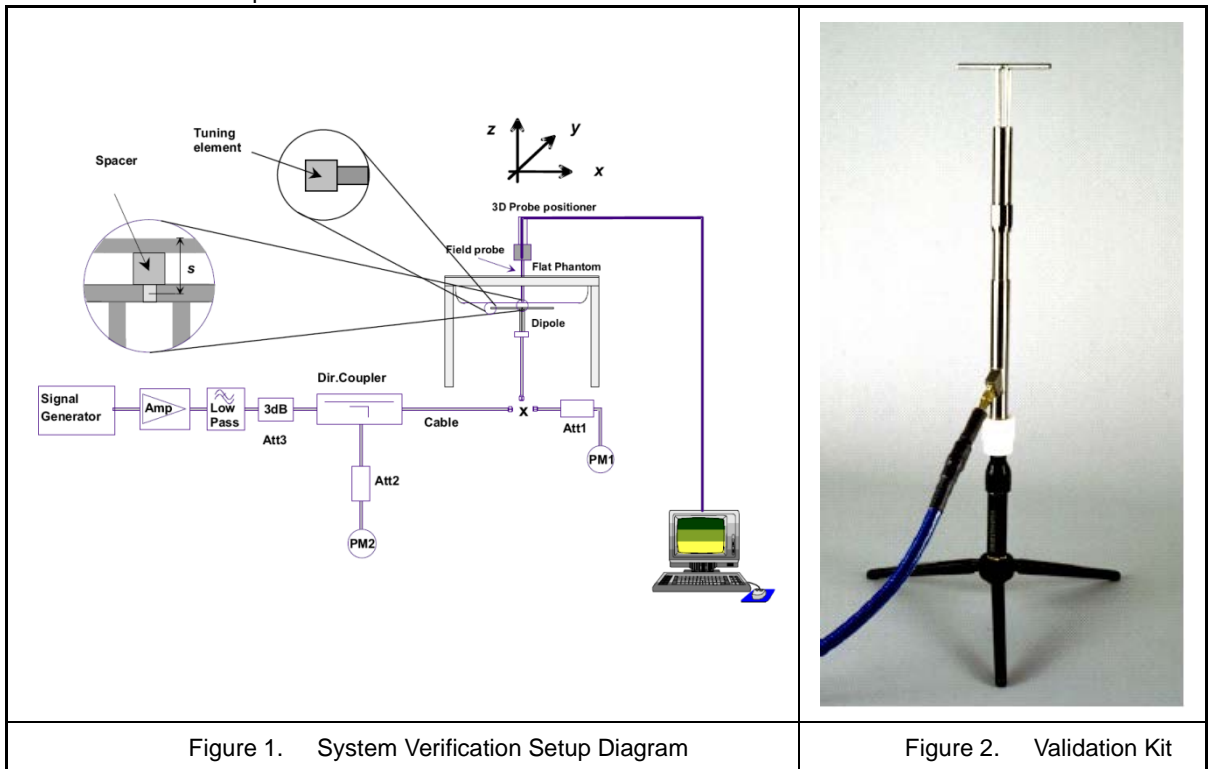 z
y
x
Tuning
element
Spacer
s
3D Probe positioner
Field probe
Flat Phantom
Dipole
Dir.Coupler
Signal
Generator
Amp
Low
Pass
3dB
Att3
Cable
x
Att1
PM1
Att2
PM2
Figure 1. System Verification Setup Diagram
Figure 2. Validation Kit